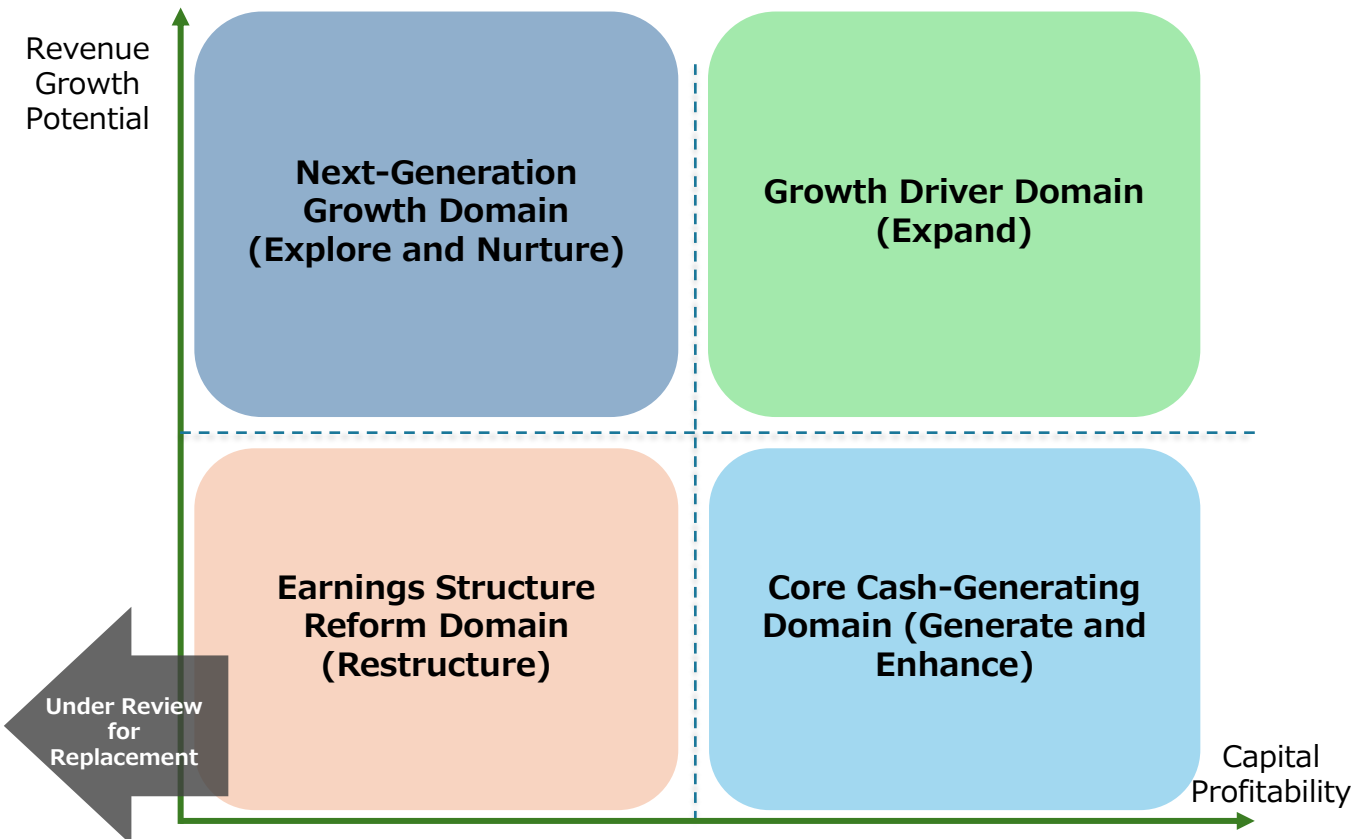 Revenue
Growth
Potential
Next-Generation
Growth Domain
(Explore and Nurture)
Growth Driver Domain
(Expand)
Earnings Structure
Reform Domain
(Restructure)
Core Cash-Generating
Domain (Generate and
Enhance)
Under Review
for
Replacement
Capital
Profitability